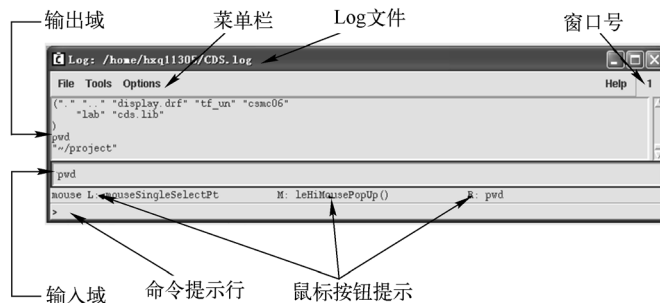 输出域 菜单栏 Log文件 窗口号
Log: /home/hxq11305/CDS.log
File Tools Options Help 1
("." ".." "display.drf" "tf_un" "csmc06"
"lab" "cds.lib"
)
pwd
"~/project"
pwd
mouse L: mouseSingleSelectPt M: leHiMousePopUp() R: pwd
>
输入域 命令提示行 鼠标按钮提示